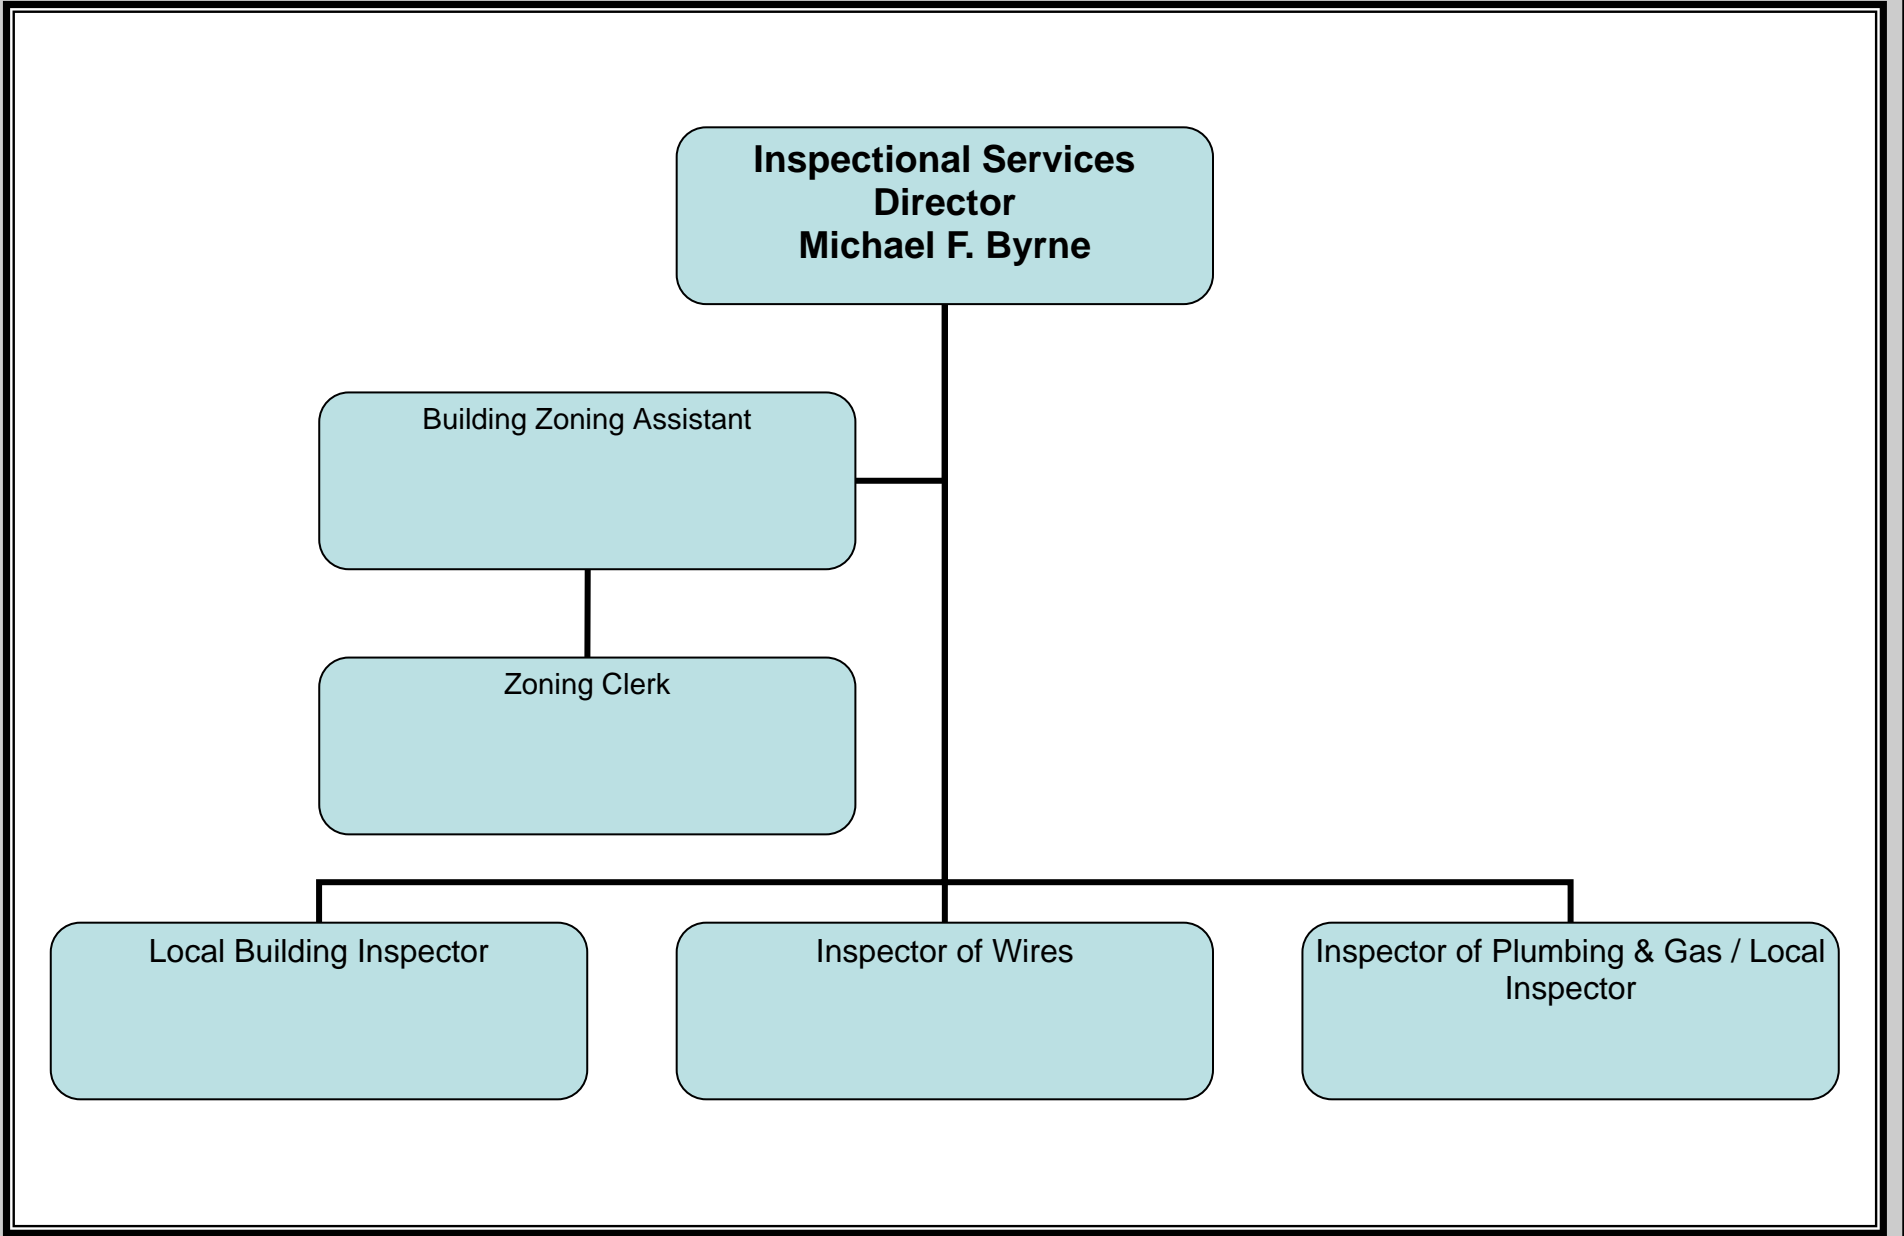 Inspectional Services
Director
Michael F. Byrne
Building Zoning Assistant
Zoning Clerk
Local Building Inspector
Inspector of Wires
Inspector of Plumbing & Gas / Local
Inspector